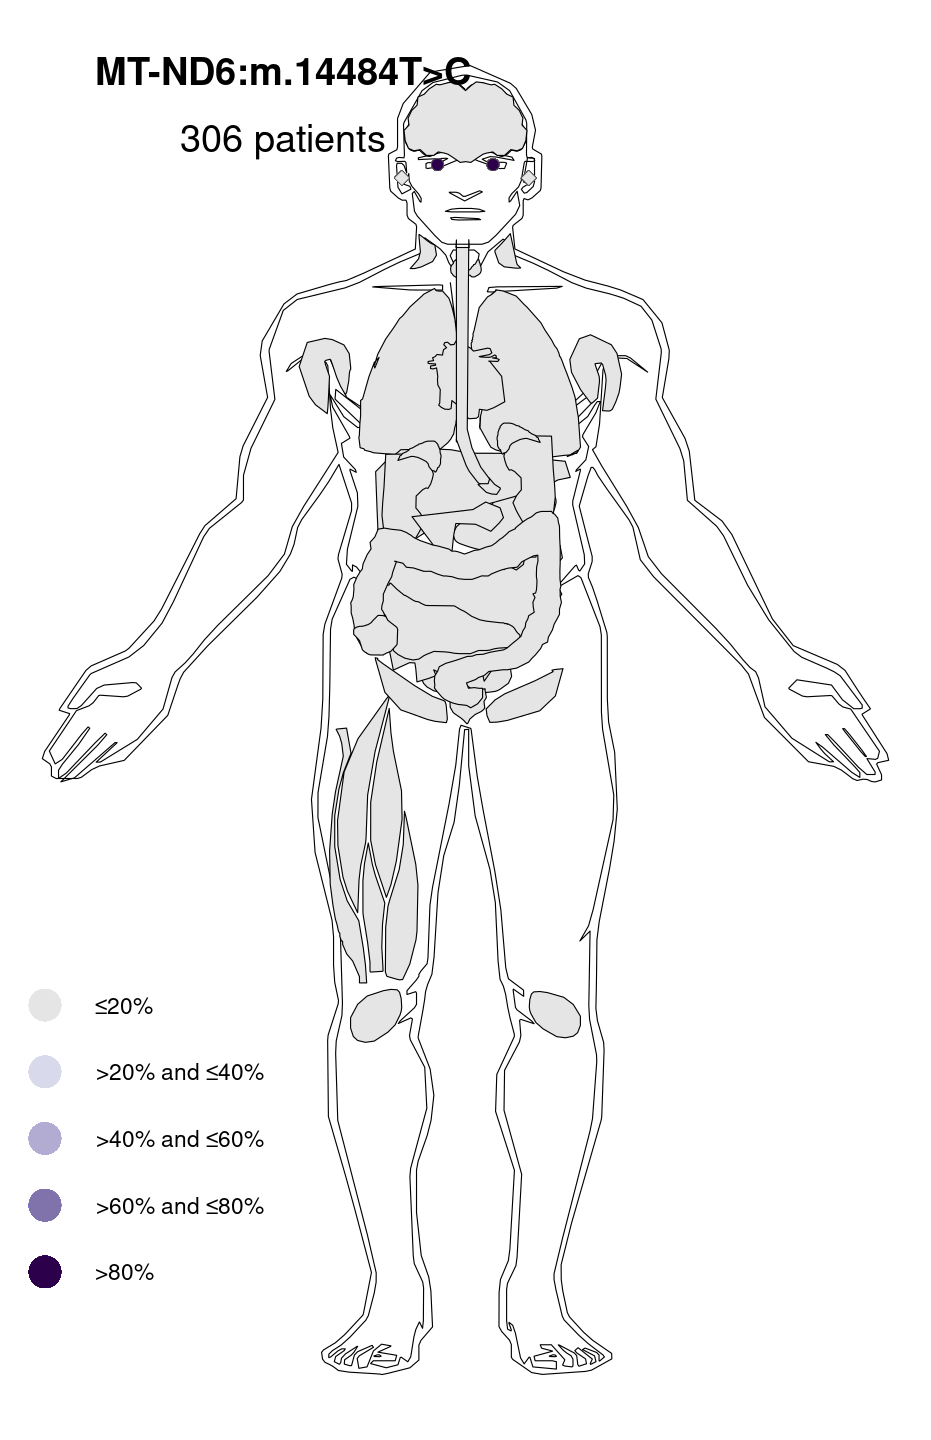 MT-ND6:m.14484T>C
306 patients
≤20%
>20% and ≤40%
>40% and ≤60%
>60% and ≤80%
>80%